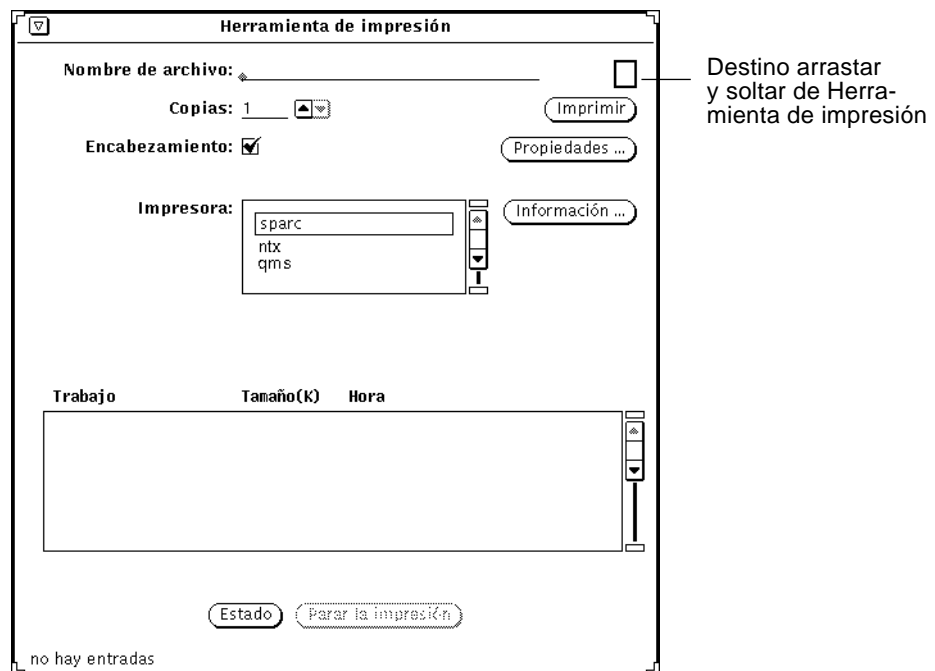 Herramienta de impresión
Nombre de archivo:
Destino arrastar
y soltar de Herra-
mienta de impresión
Copias: 1
Imprimir
Encabezamiento:
Propiedades ...
Impresora:
Información ...
sparc
ntx
qms
Trabajo Tamaño(K) Hora
Estado Parar la impresión
no hay entradas